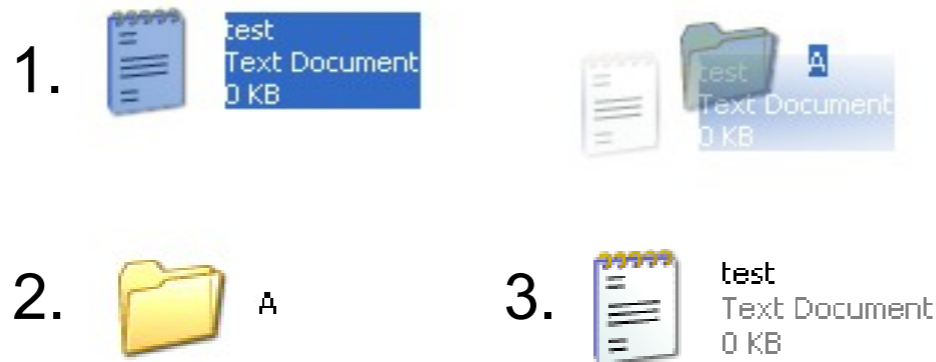 1.
test
Text Document
0 KB
A
test
Text Document
0 KB
2.
A
3.
test
Text Document
0 KB